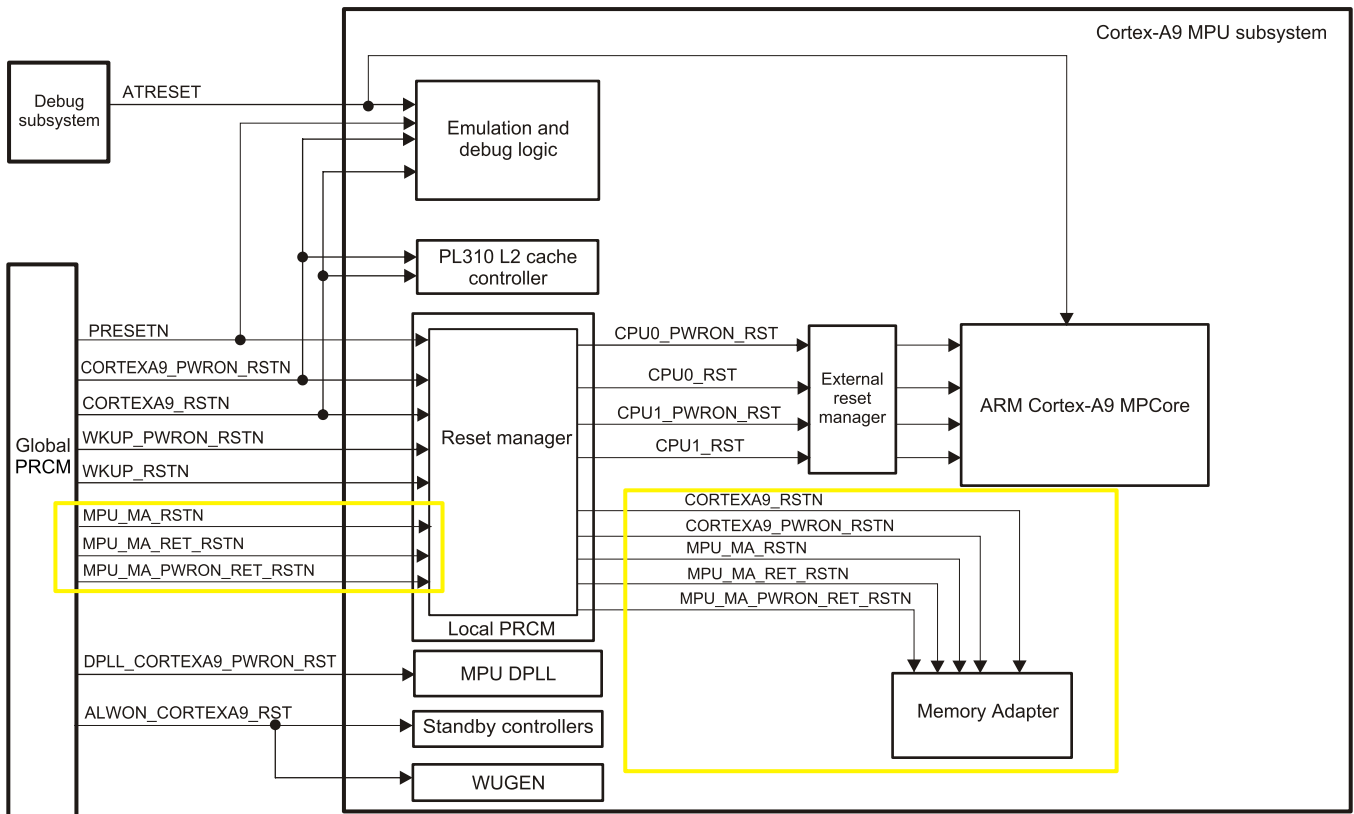 Cortex-A9 MPU subsystem
Debug
subsystem
ATRESET
Emulation and
debug logic
PL310 L2 cache
controller
Global
PRCM
PRESETN
CORTEXA9_PWRON_RSTN
CORTEXA9_RSTN
WKUP_PWRON_RSTN
WKUP_RSTN
MPU_MA_RSTN
MPU_MA_RET_RSTN
MPU_MA_PWRON_RET_RSTN
DPLL_CORTEXA9_PWRON_RST
ALWON_CORTEXA9_RST
Reset manager
Local PRCM
MPU DPLL
Standby controllers
WUGEN
CPU0_PWRON_RST
CPU0_RST
CPU1_PWRON_RST
CPU1_RST
External
reset
manager
ARM Cortex-A9 MPCore
CORTEXA9_RSTN
CORTEXA9_PWRON_RSTN
MPU_MA_RSTN
MPU_MA_RET_RSTN
MPU_MA_PWRON_RET_RSTN
Memory Adapter